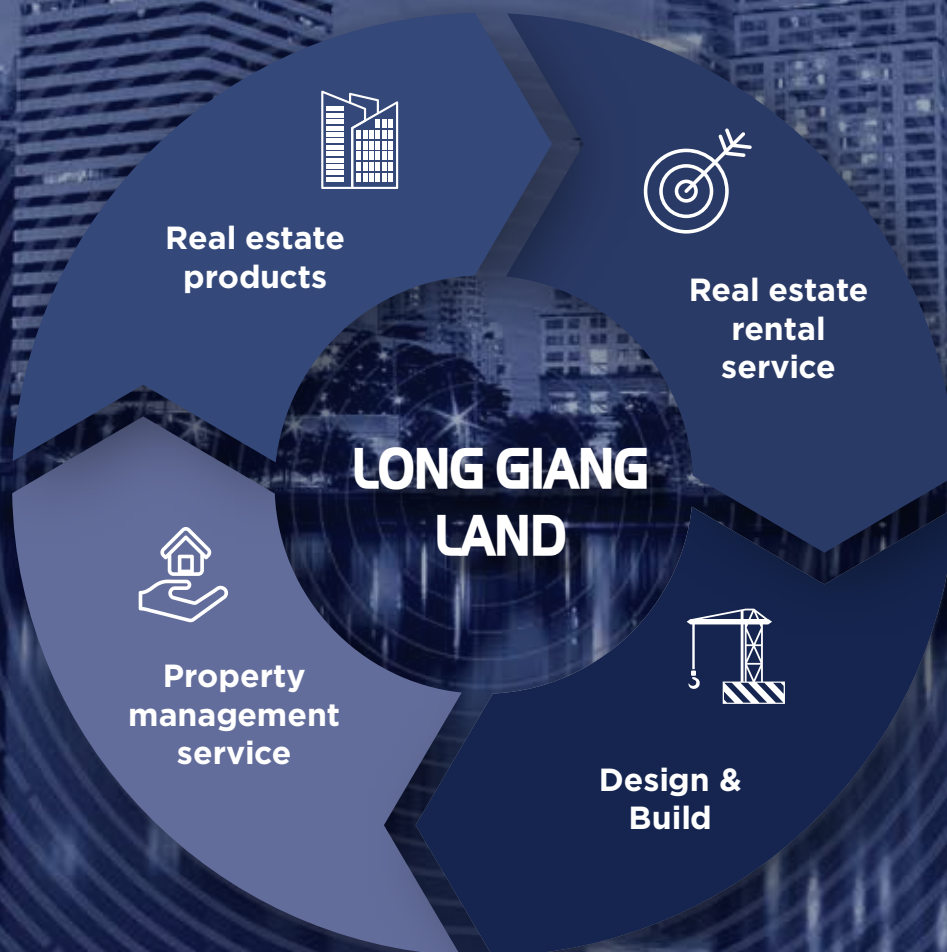 Real estate
products
Real estate
rental
service
LONG GIANG
LAND
Property
management
service
Design &
Build